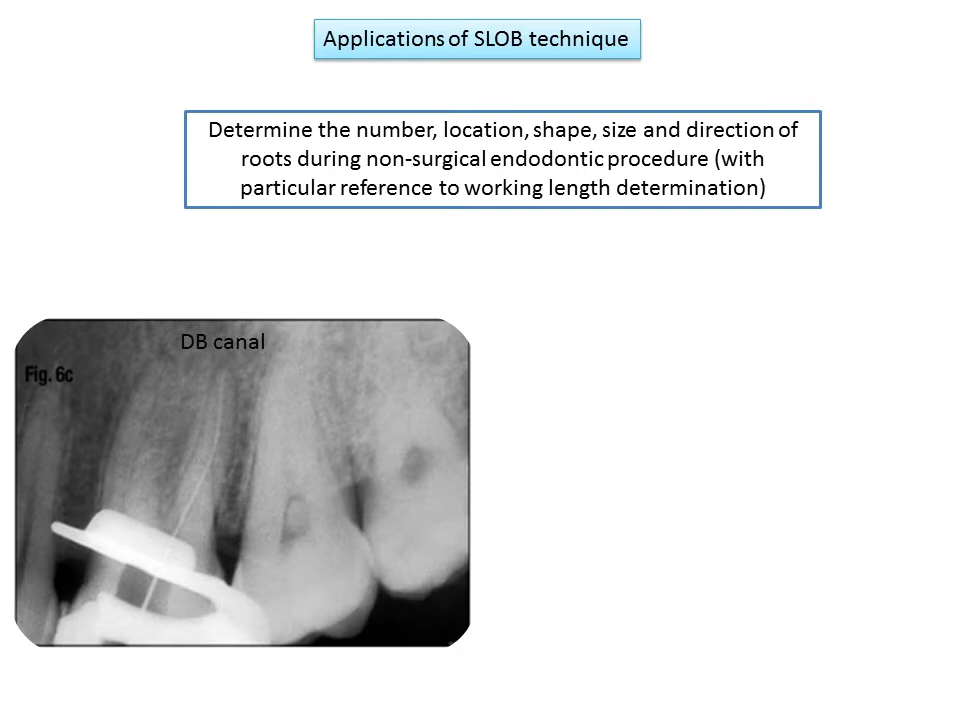 Applications of SLOB technique
Determine the number, location, shape, size and direction of
roots during non-surgical endodontic procedure (with
particular reference to working length determination)
DB canal
Fig. 6c